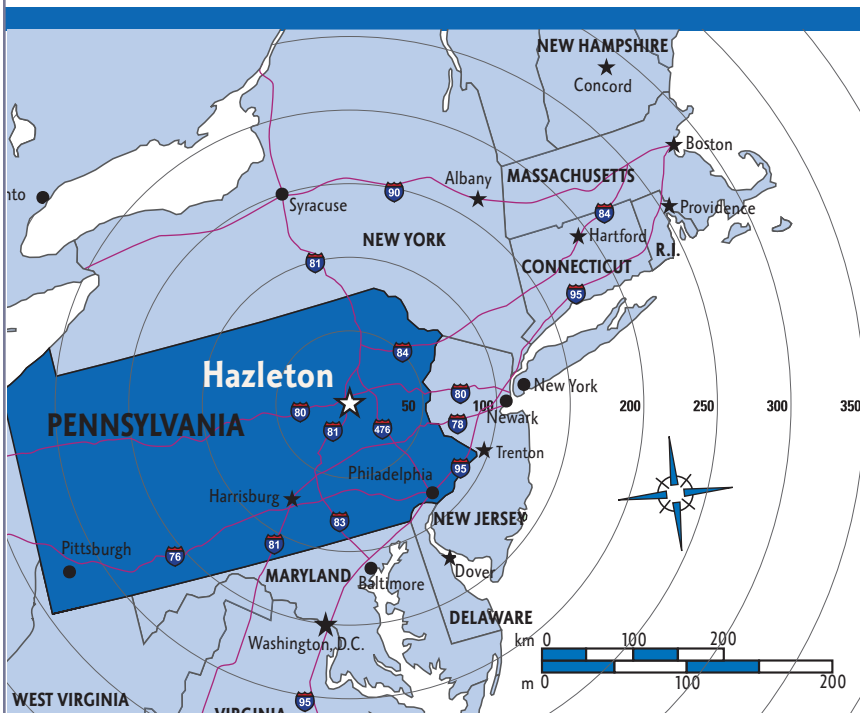 NEW HAMPSHIRE
Concord
Boston
Albany
MASSACHUSETTS
90
nto
Syracuse
84
Providence
NEW YORK
Hartford
R.I.
81
CONNECTICUT
95
84
Hazleton
New York
80
50
100
200
250
300
350
80
Newark
PENNSYLVANIA
81
476
78
Trenton
Philadelphia
95
Harrisburg
83
NEW JERSEY
Pittsburgh
76
81
MARYLAND
Baltimore
Dover
DELAWARE
Washington, D.C.
km
0
100
200
m
0
100
200
WEST VIRGINIA
95
VIRGINIA